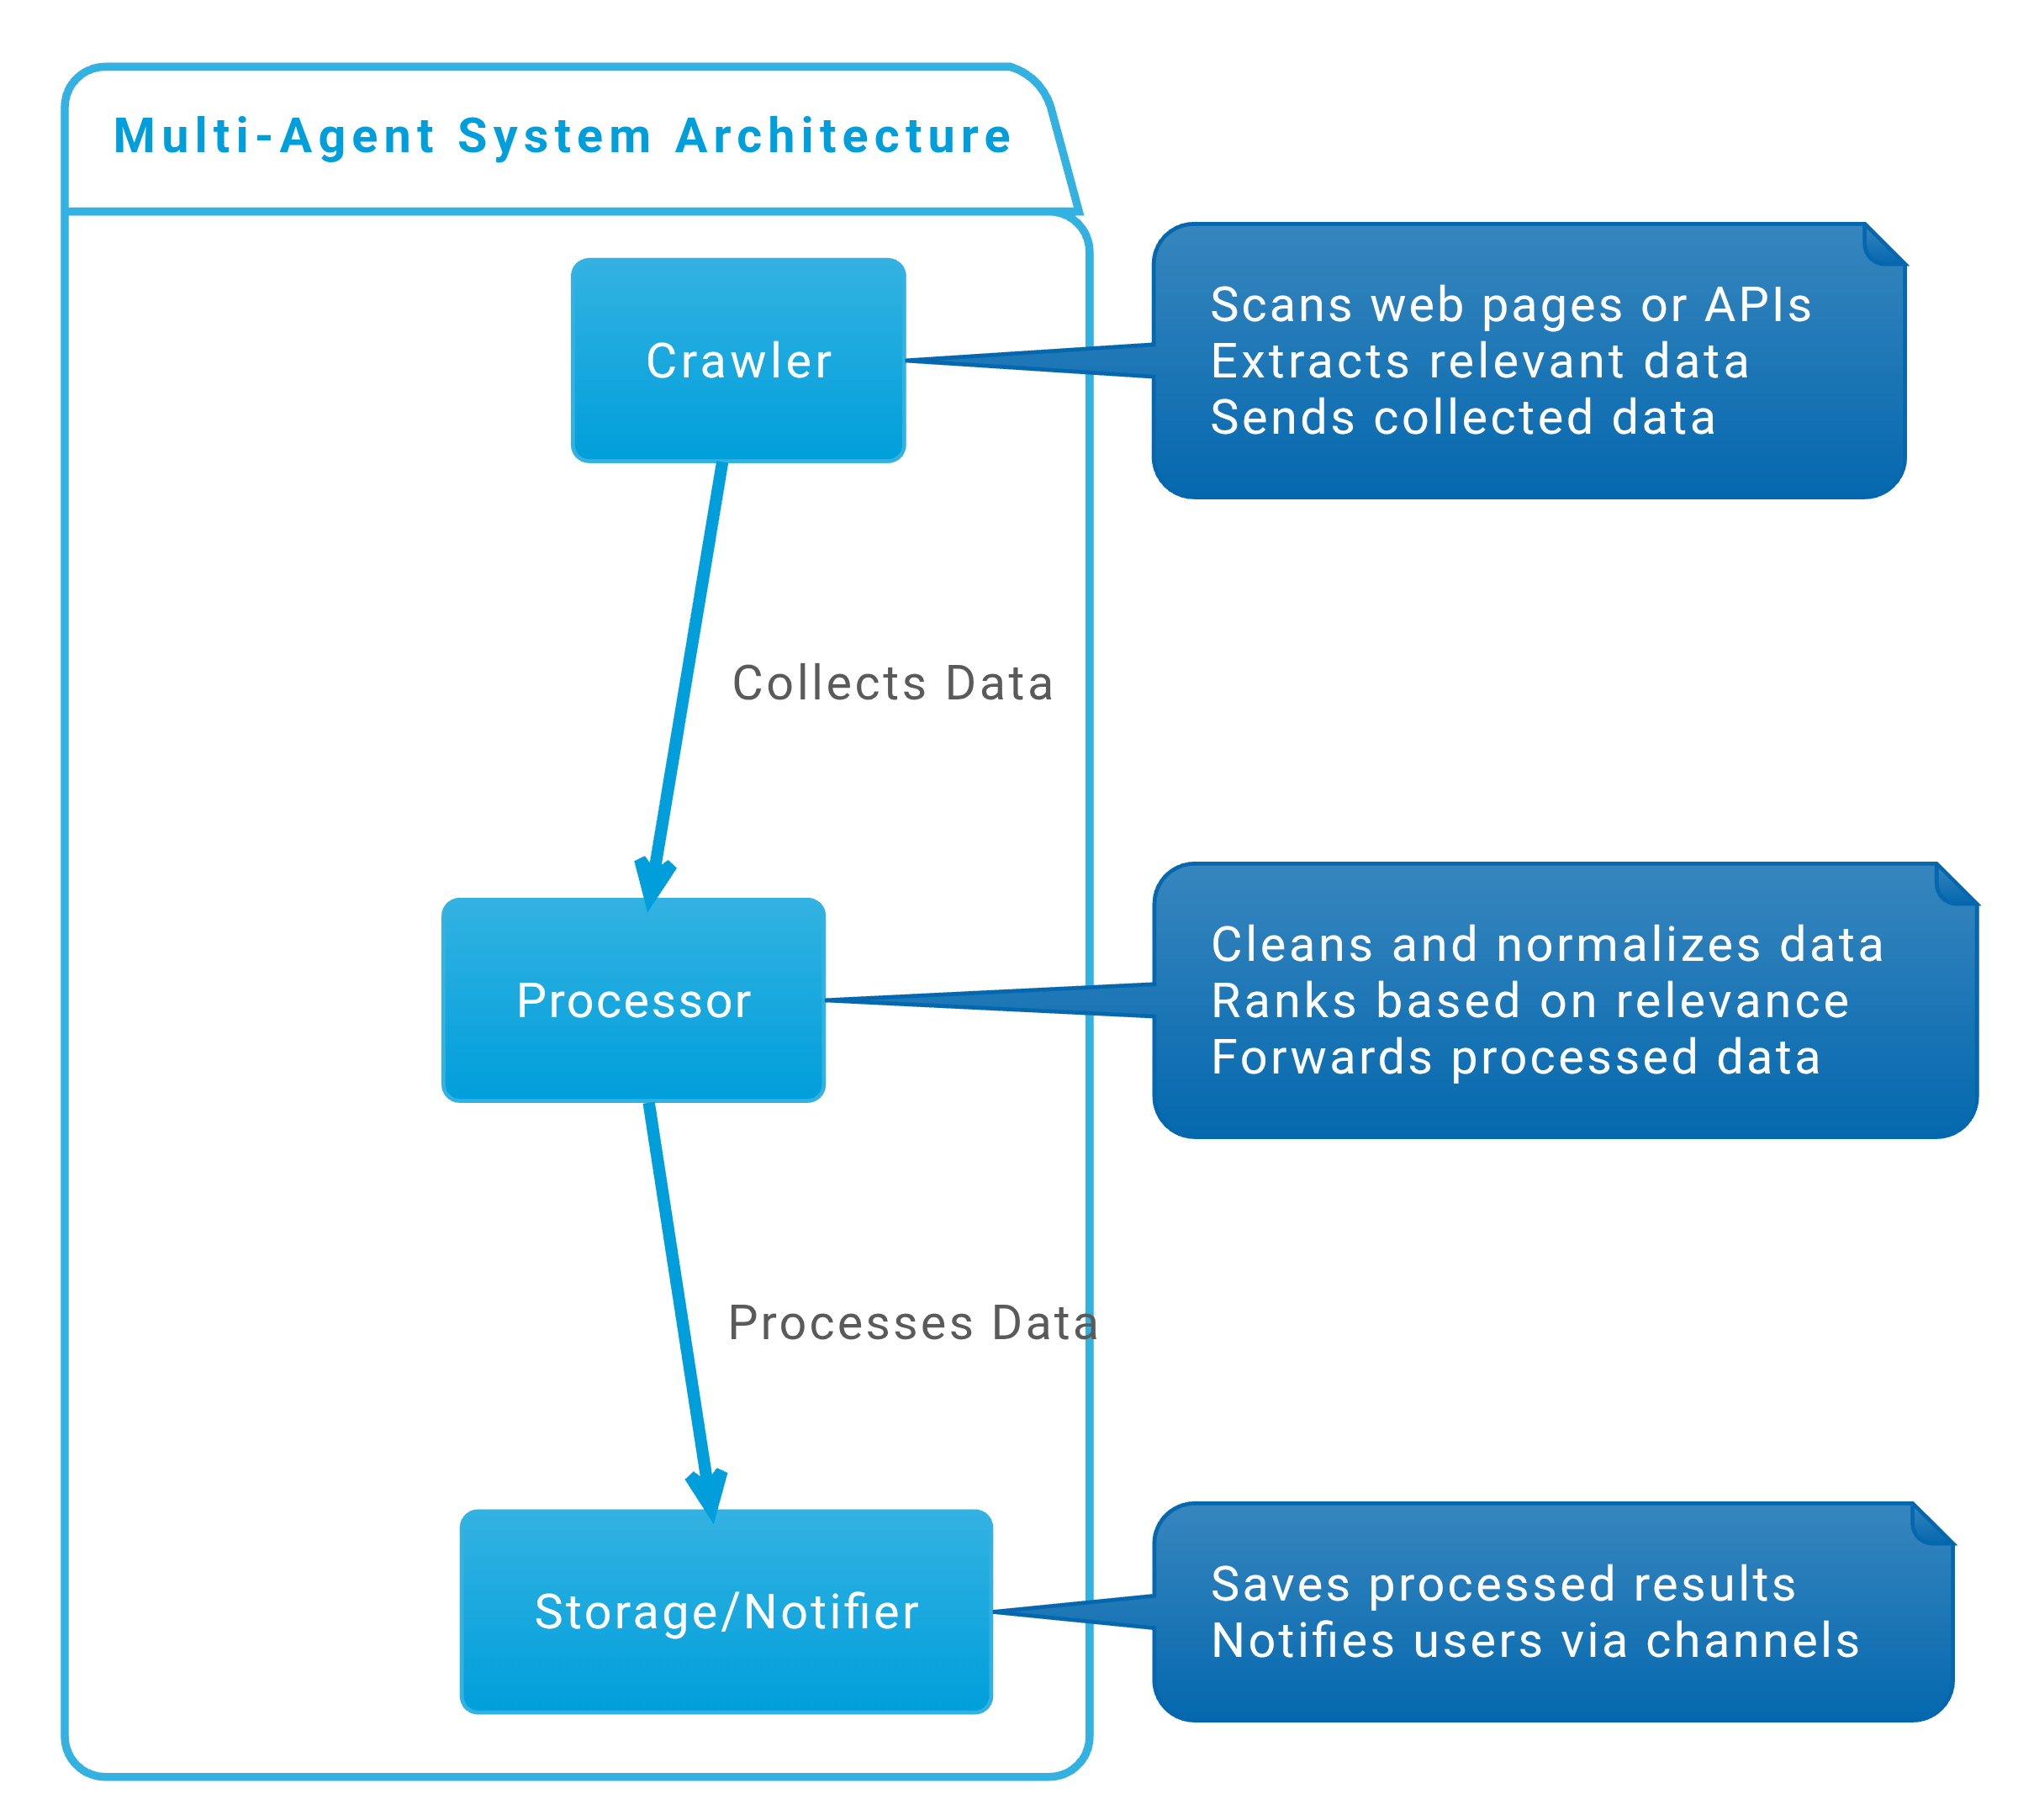 Multi-Agent System Architecture
Crawler
Scans web pages or APIs
Extracts relevant data
Sends collected data
Collects Data
Processor
Cleans and normalizes data
Ranks based on relevance
Forwards processed data
Processes Data
Storage/Notifier
Saves processed results
Notifies users via channels